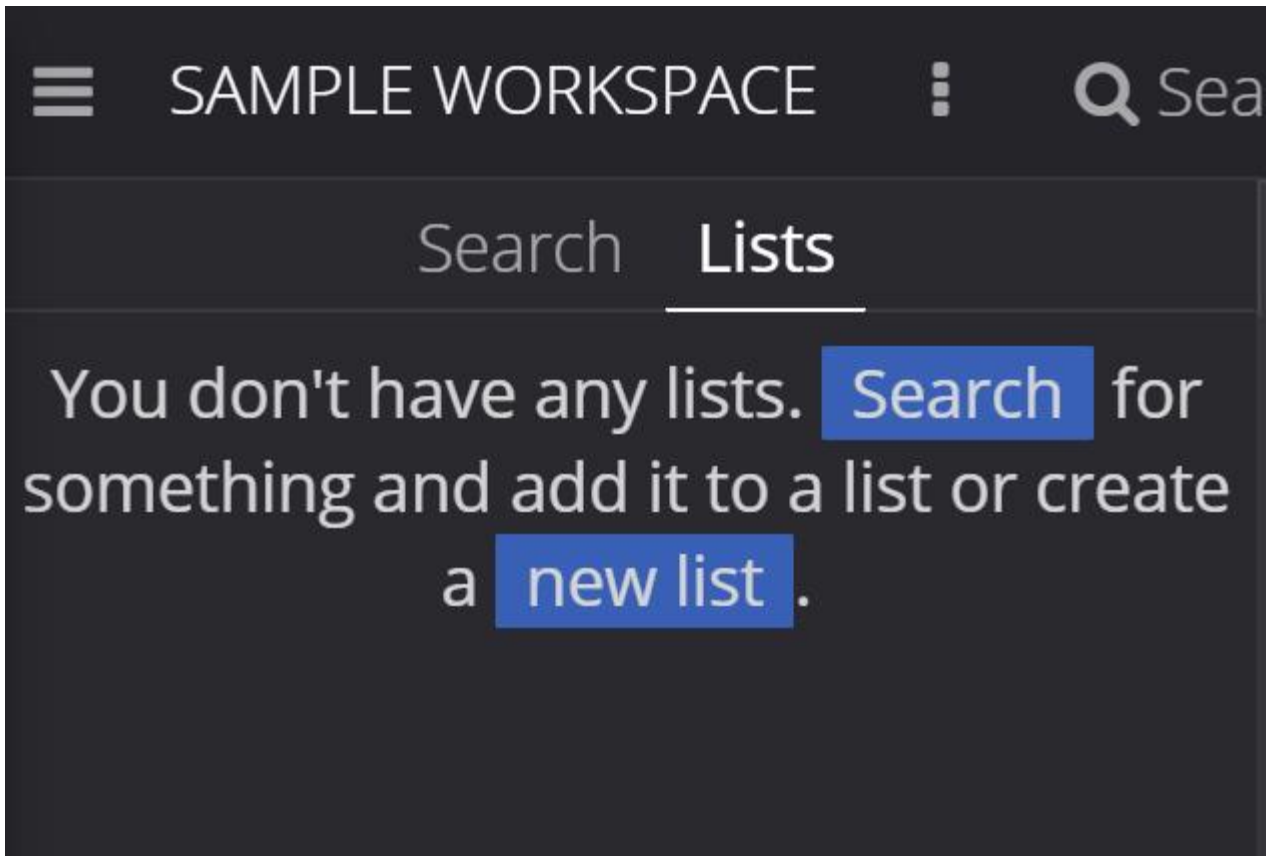 SAMPLE WORKSPACE Sea
Search Lists
You don't have any lists. Search for
something and add it to a list or create
a new list .